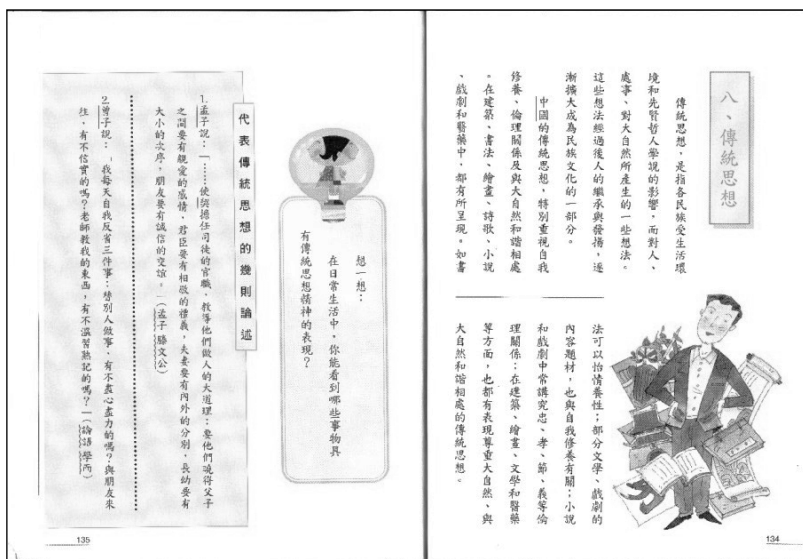 八、傳統思想
傳統思想,是指各民族受生活環
境和先賢哲人學說的影響,而對人、
處事、對大自然所產生的一些想法。
這些想法經過後人的繼承與發揚,逐
漸擴大成為民族文化的一部分。
中國的傳統思想,特別重視自我
修養、倫理關係及與大自然和諧相處
。在建築、書法、繪畫、詩歌、小說
、戲劇和醫藥中,都有所呈現。如書
法可以怡情養性;部分文學、戲劇的
內容題材,也與自我修養有關;小說
和戲劇中常講究忠、孝、節、義等倫
理關係;在建築、繪畫、文學和醫藥
等方面,也都有表現尊重大自然、與
大自然和諧相處的傳統思想。
134
想一想:
在日常生活中,你能看到哪些事物具
有傳統思想精神的表現?
代表傳統思想的幾則論述
1.孟子說:「……使契擔任司徒的官職,教導他們做人的大道理:要他們曉得父子
之間要有親愛的感情,君臣要有相敬的禮義,夫妻要有內外的分別,長幼要有
大小的次序,朋友要有誠信的交誼。」(孟子 滕文公)
2.曾子說:「我每天自我反省三件事:替別人做事,有不盡心盡力的嗎?與朋友來
往,有不信實的嗎?老師教我的東西,有不溫習熟記的嗎?」(論語 學而)
135